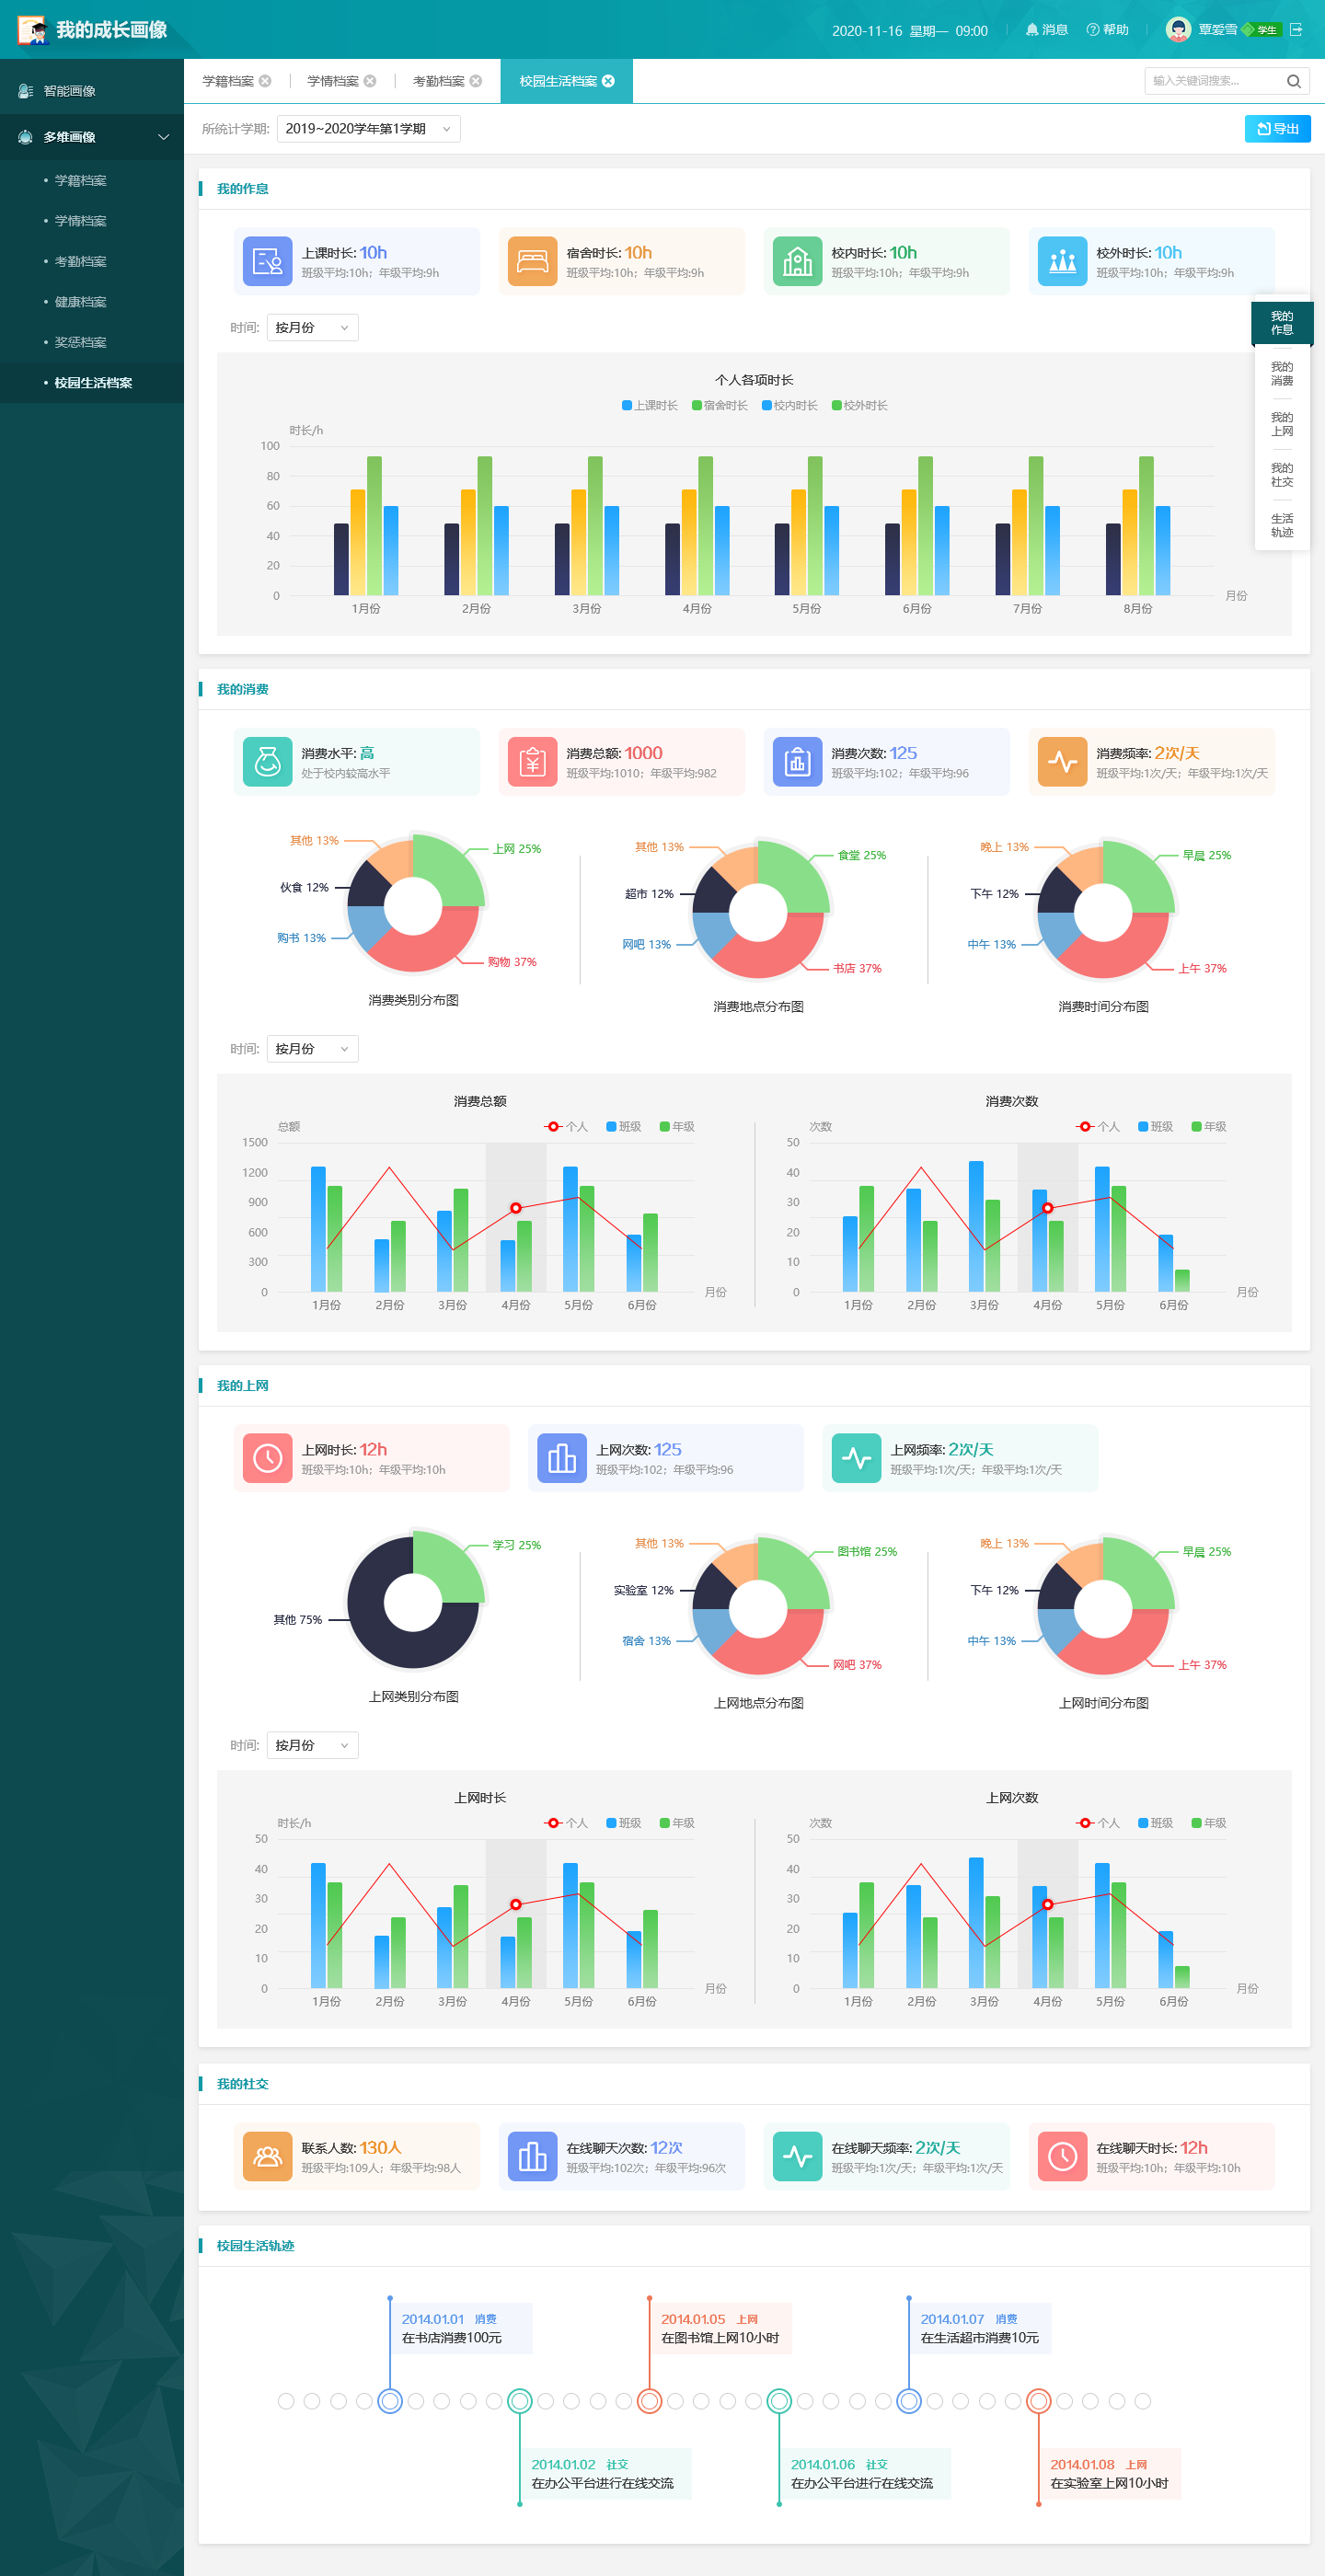 我的成长画像
2020-11-16 星期一 09:00
消息
帮助
覃爱雪
学生
智能画像
多维画像
学籍档案
学情档案
考勤档案
健康档案
奖惩档案
校园生活档案
学籍档案
学情档案
考勤档案
校园生活档案
输入关键词搜索...
所统计学期: 2019~2020学年第1学期
导出
我的作息
上课时长: 10h
班级平均:10h；年级平均:9h
宿舍时长: 10h
班级平均:10h；年级平均:9h
校内时长: 10h
班级平均:10h；年级平均:9h
校外时长: 10h
班级平均:10h；年级平均:9h
我的
作息
我的
消费
我的
上网
我的
社交
生活
轨迹
时间: 按月份
个人各项时长
上课时长 宿舍时长 校内时长 校外时长
时长/h
100
80
60
40
20
0
1月份 2月份 3月份 4月份 5月份 6月份 7月份 8月份
月份
我的消费
消费水平: 高
处于校内较高水平
消费总额: 1000
班级平均:1010；年级平均:982
消费次数: 125
班级平均:102；年级平均:96
消费频率: 2次/天
班级平均:1次/天；年级平均:1次/天
其他 13%
上网 25%
伙食 12%
购书 13%
购物 37%
消费类别分布图
其他 13%
食堂 25%
超市 12%
网吧 13%
书店 37%
消费地点分布图
晚上 13%
早晨 25%
下午 12%
中午 13%
上午 37%
消费时间分布图
时间: 按月份
消费总额
总额
个人 班级 年级
1500
1200
900
600
300
0
1月份 2月份 3月份 4月份 5月份 6月份
月份
消费次数
次数
个人 班级 年级
50
40
30
20
10
0
1月份 2月份 3月份 4月份 5月份 6月份
月份
我的上网
上网时长: 12h
班级平均:10h；年级平均:10h
上网次数: 125
班级平均:102；年级平均:96
上网频率: 2次/天
班级平均:1次/天；年级平均:1次/天
学习 25%
其他 75%
上网类别分布图
其他 13%
图书馆 25%
实验室 12%
宿舍 13%
网吧 37%
上网地点分布图
晚上 13%
早晨 25%
下午 12%
中午 13%
上午 37%
上网时间分布图
时间: 按月份
上网时长
时长/h
个人 班级 年级
50
40
30
20
10
0
1月份 2月份 3月份 4月份 5月份 6月份
月份
上网次数
次数
个人 班级 年级
50
40
30
20
10
0
1月份 2月份 3月份 4月份 5月份 6月份
月份
我的社交
联系人数: 130人
班级平均:109人；年级平均:98人
在线聊天次数: 12次
班级平均:102次；年级平均:96次
在线聊天频率: 2次/天
班级平均:1次/天；年级平均:1次/天
在线聊天时长: 12h
班级平均:10h；年级平均:10h
校园生活轨迹
2014.01.01 消费
在书店消费100元
2014.01.05 上网
在图书馆上网10小时
2014.01.07 消费
在生活超市消费10元
2014.01.02 社交
在办公平台进行在线交流
2014.01.06 社交
在办公平台进行在线交流
2014.01.08 上网
在实验室上网10小时